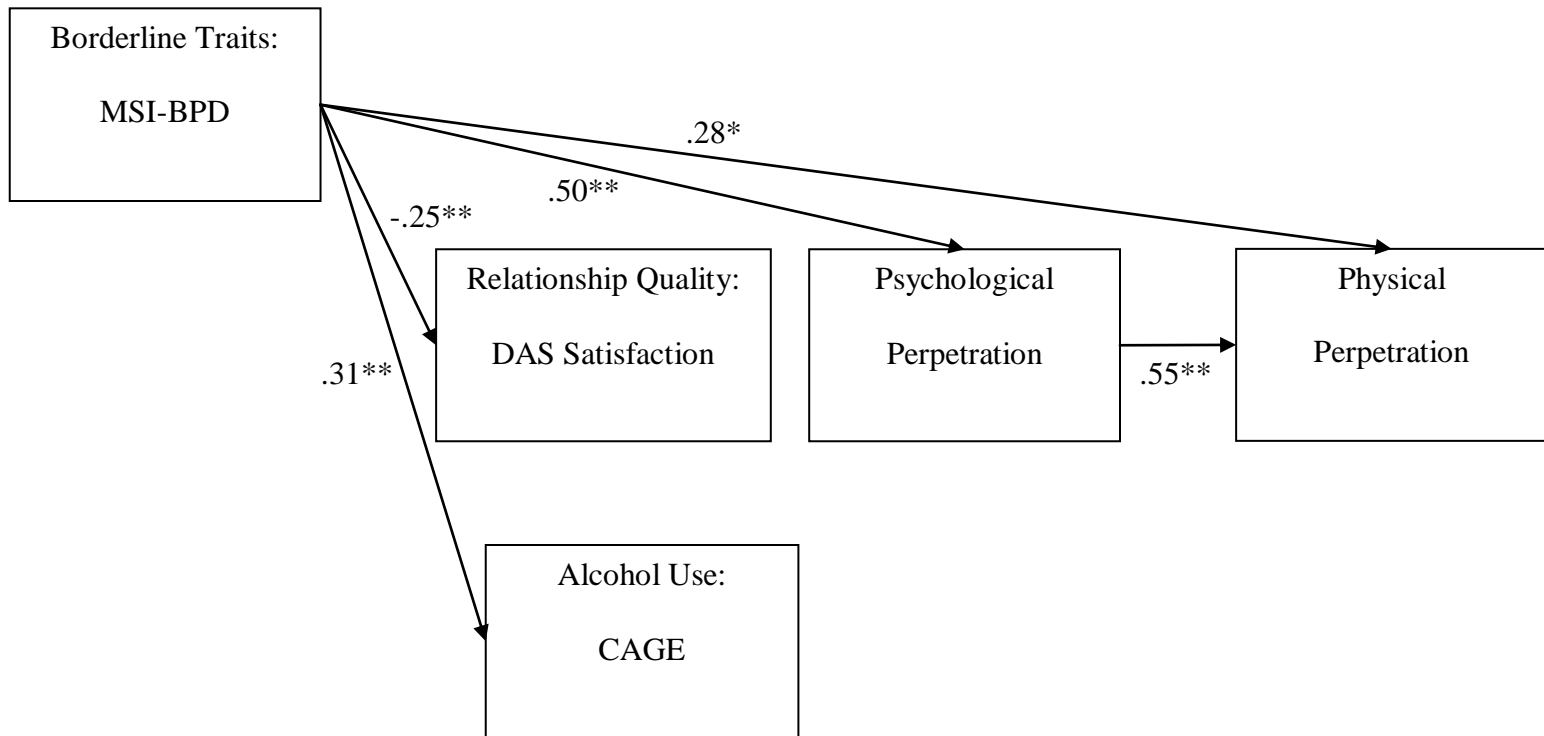 Borderline Traits:
MSI-BPD
.28*
.50**
-.25**
.31**
Relationship Quality:
DAS Satisfaction
Psychological
Perpetration
.55**
Physical
Perpetration
Alcohol Use:
CAGE